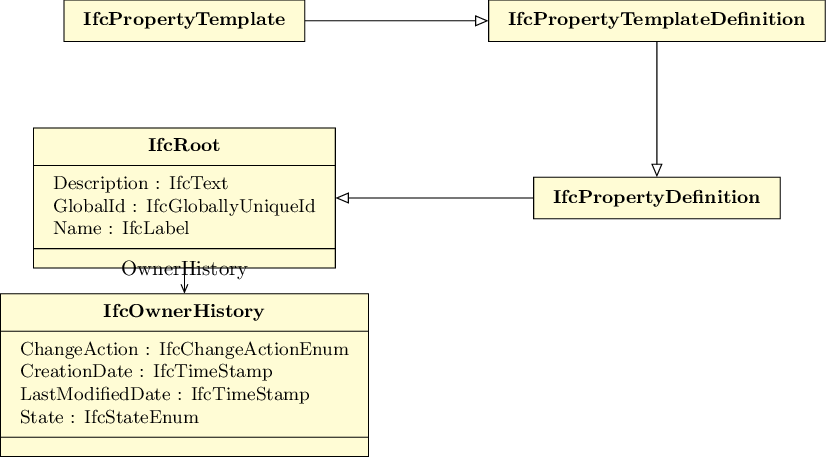 IfcPropertyTemplate
IfcPropertyTemplateDefinition
IfcRoot
Description : IfcText
GlobalId : IfcGloballyUniqueId
Name : IfcLabel
IfcPropertyDefinition
OwnerHistory
IfcOwnerHistory
ChangeAction : IfcChangeActionEnum
CreationDate : IfcTimeStamp
LastModifiedDate : IfcTimeStamp
State : IfcStateEnum